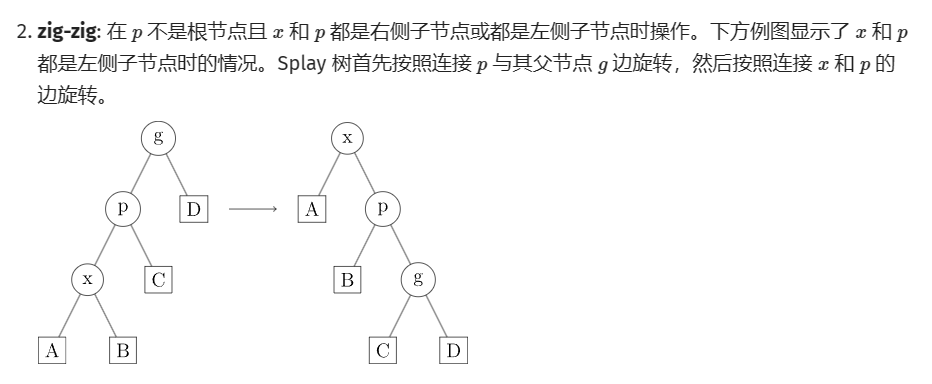 2. zig-zig: 在 p 不是根节点且 x 和 p 都是右侧子节点或都是左侧子节点时操作。下方例图显示了 x 和 p
都是左侧子节点时的情况。Splay 树首先按照连接 p 与其父节点 g 边旋转，然后按照连接 x 和 p 的
边旋转。
g x
p D A p
x C B g
A B C D